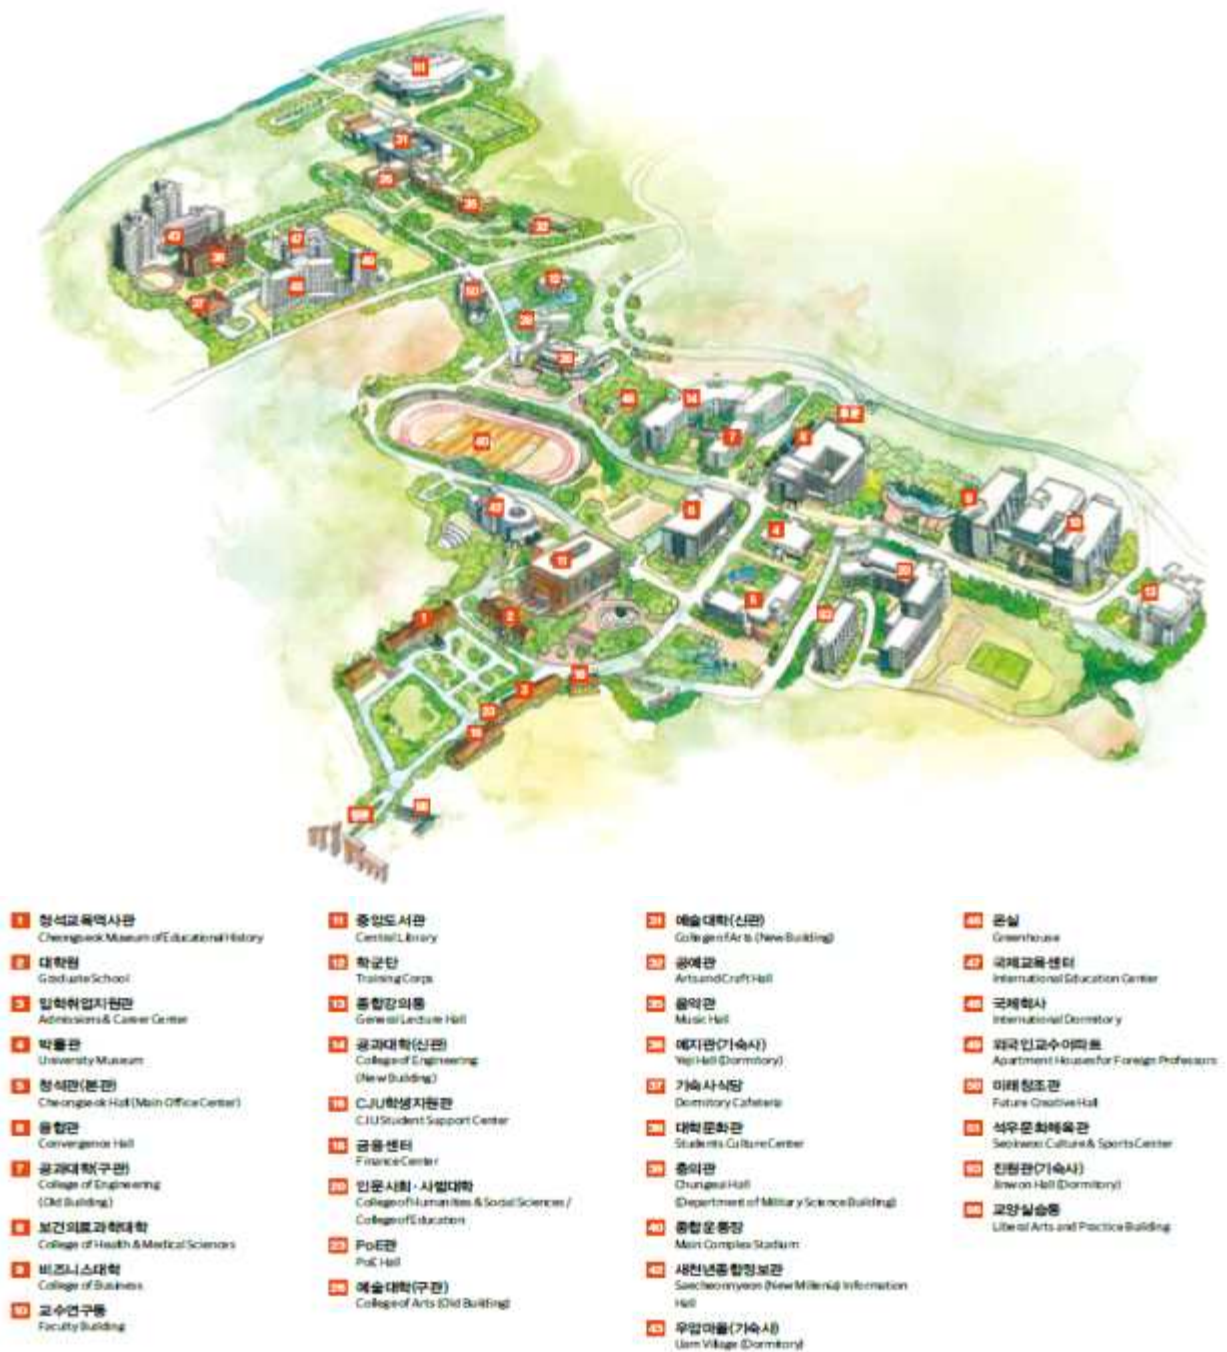 1 청석교육역사관
Cheongseok Museum of Educational History
2 대학원
Graduate School
3 입학취업지원관
Admissions & Career Center
4 박물관
University Museum
5 청석관(본관)
Cheongseok Hall (Main Office Center)
6 융합관
Convergence Hall
7 공과대학(구관)
College of Engineering
(Old Building)
8 보건의료과학대학
College of Health & Medical Sciences
9 비즈니스대학
College of Business
10 교수연구동
Faculty Building
11 중앙도서관
Central Library
12 학군단
Training Corps
13 종합강의동
General Lecture Hall
14 공과대학(신관)
College of Engineering
(New Building)
CJU학생지원관
CJU Student Support Center
금융센터
Finance Center
20 인문사회·사범대학
College of Humanities & Social Sciences /
College of Education
23 PoE관
PoE Hall
26 예술대학(구관)
College of Arts (Old Building)
31 예술대학(신관)
College of Arts (New Building)
32 공예관
Arts and Craft Hall
35 음악관
Music Hall
36 예지관(기숙사)
Yeji Hall (Dormitory)
37 기숙사식당
Dormitory Cafeteria
38 대학문화관
Students Culture Center
39 충의관
Chungeui Hall
(Department of Military Science Building)
40 종합운동장
Main Complex Stadium
42 새천년종합정보관
Saecheonnyeon (New Millenia) Information
Hall
43 우암마을(기숙사)
Uam Village (Dormitory)
46 온실
Greenhouse
47 국제교육센터
International Education Center
48 국제학사
International Dormitory
49 외국인교수아파트
Apartment Houses for Foreign Professors
50 미래창조관
Future Creative Hall
51 석우문화체육관
Seokwoo Culture & Sports Center
진원관(기숙사)
Jinwon Hall (Dormitory)
교양실습동
Liberal Arts and Practice Building